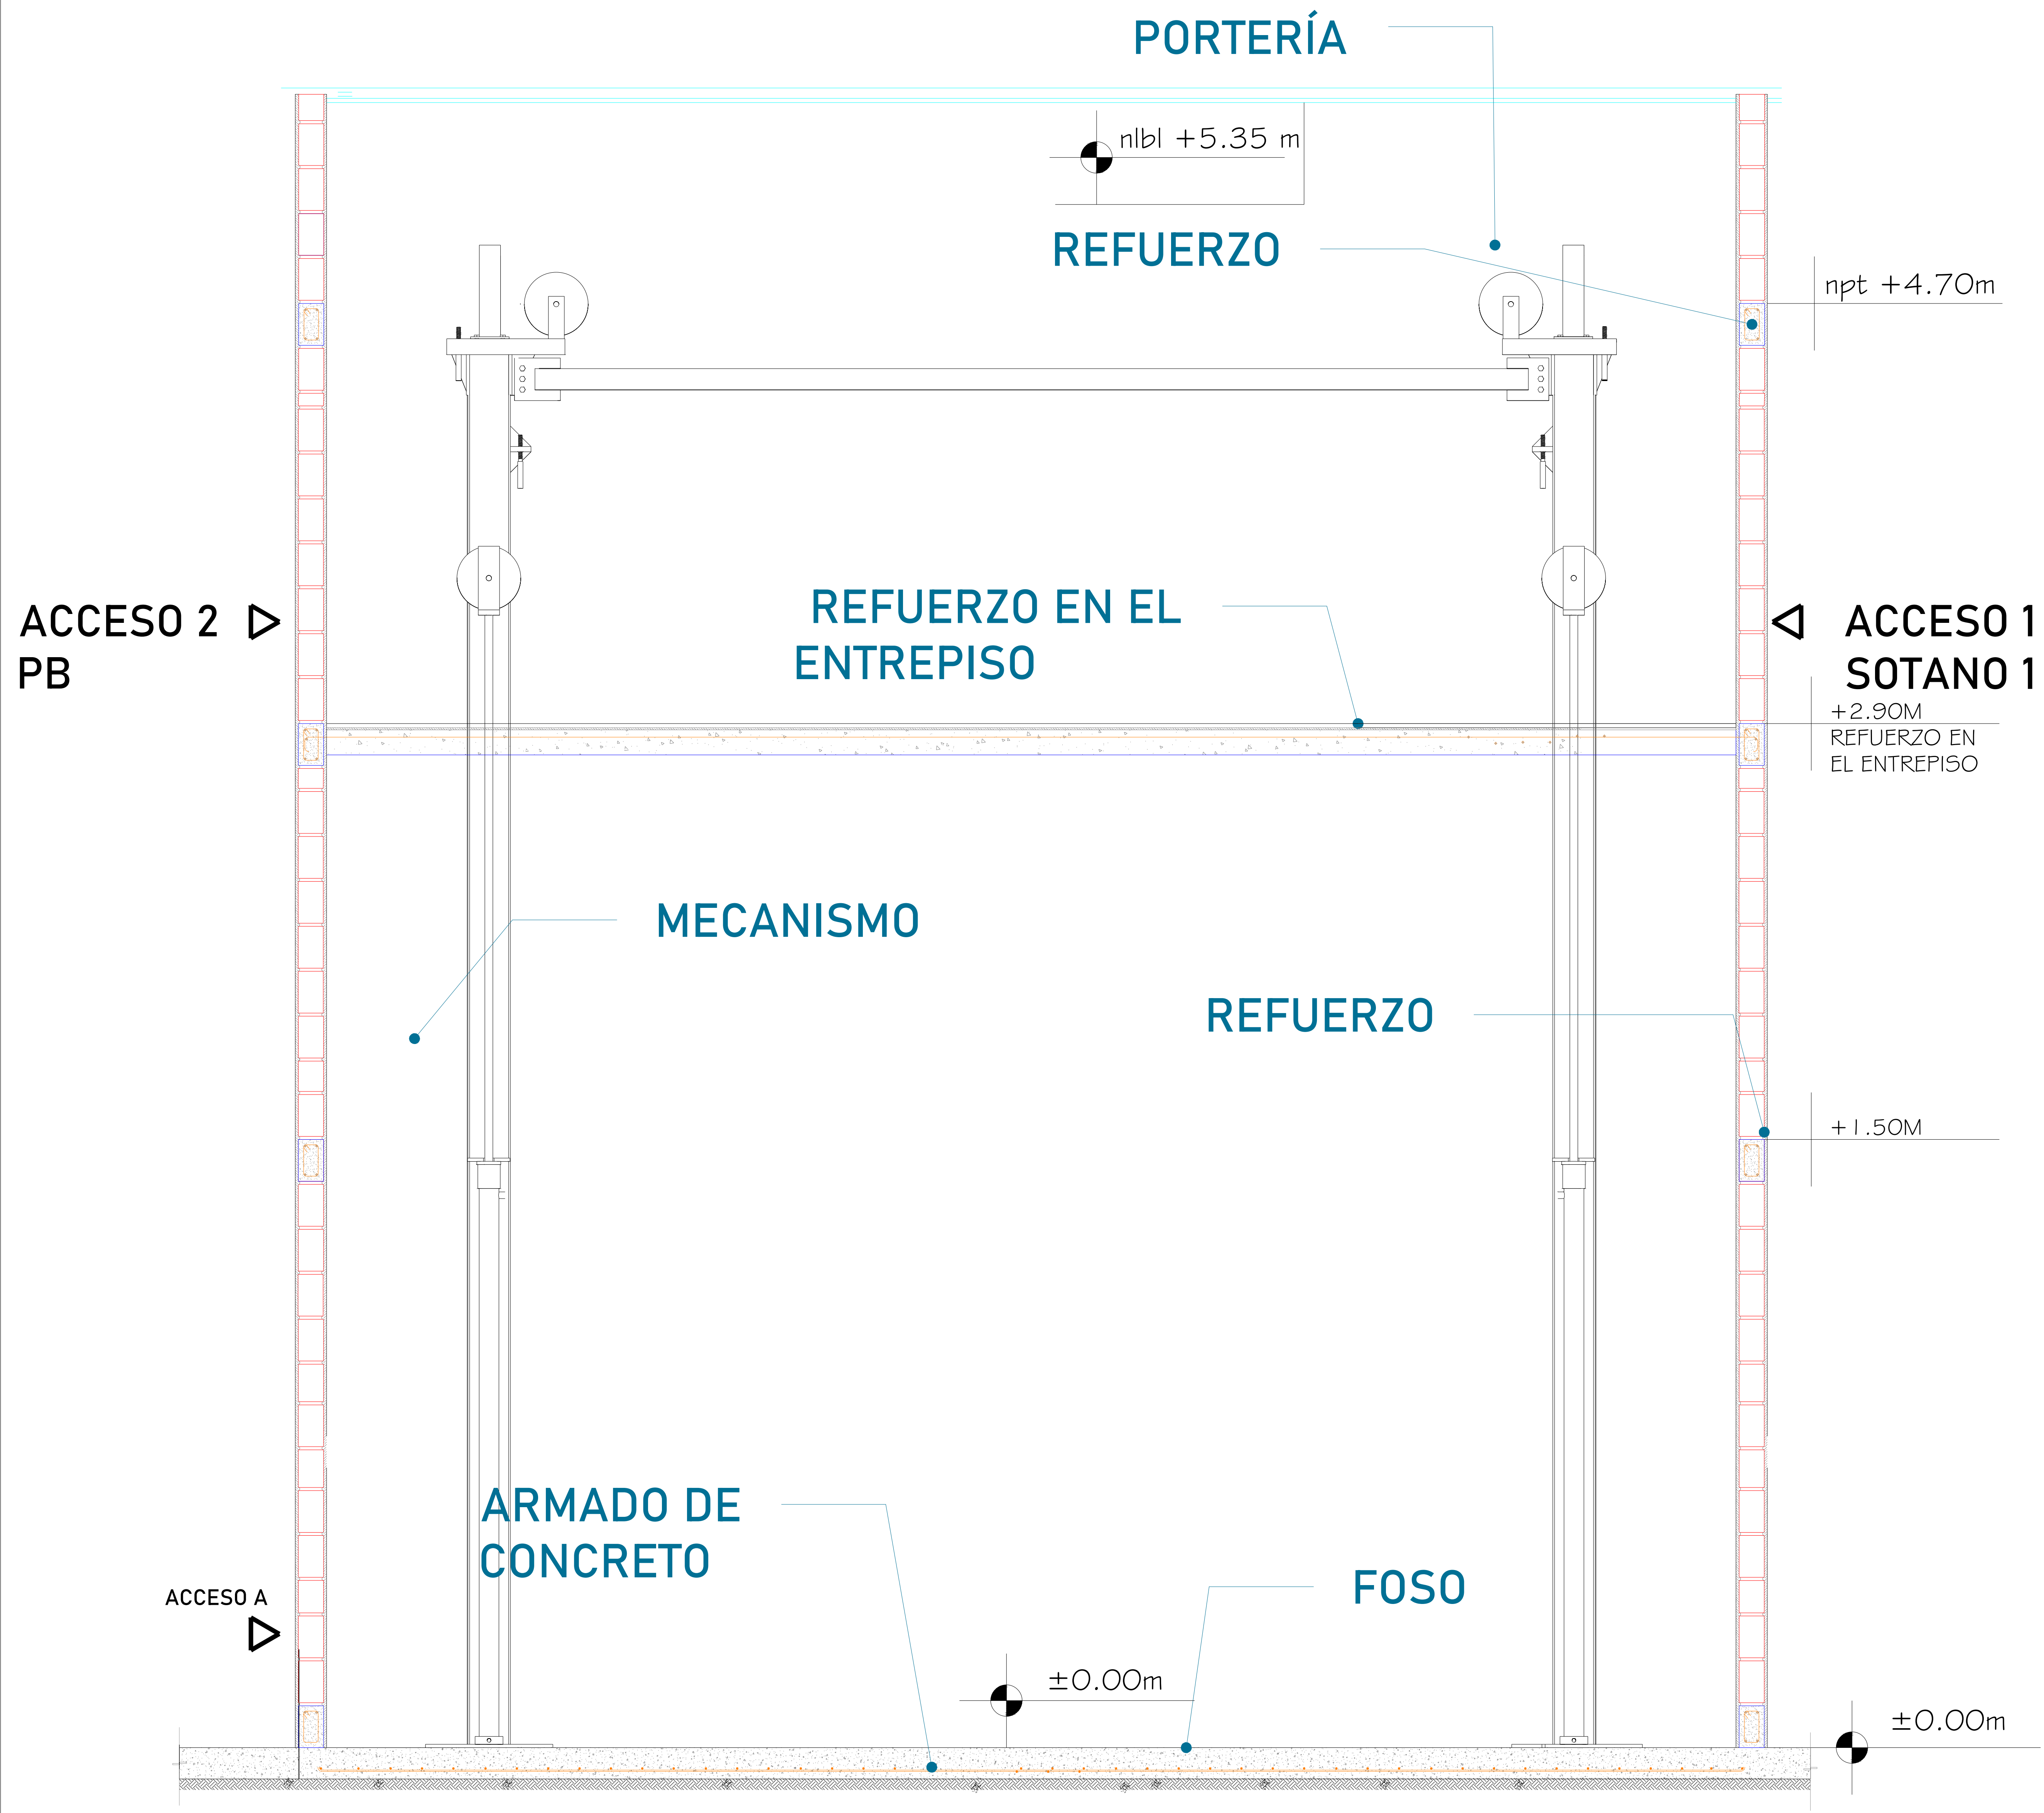 PORTERÍA
nlbl +5.35 m
REFUERZO
npt +4.70m
REFUERZO EN EL
ENTREPISO
ACCESO 2
PB
ACCESO 1
SOTANO 1
+2.90M
REFUERZO EN
EL ENTREPISO
MECANISMO
REFUERZO
+1.50M
ARMADO DE
CONCRETO
FOSO
ACCESO A
±0.00m
±0.00m